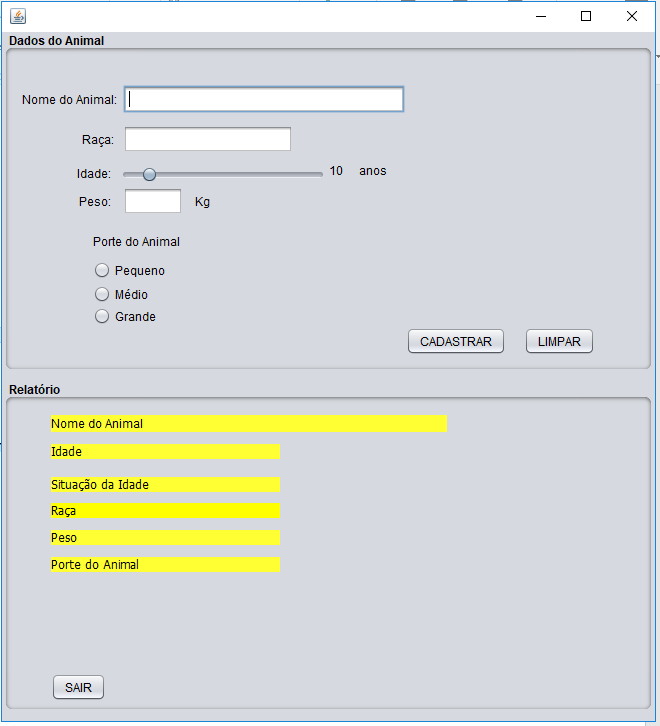 Dados do Animal
Nome do Animal:
Raça:
Idade: 10 anos
Peso: Kg
Porte do Animal
Pequeno
Médio
Grande
CADASTRAR LIMPAR
Relatório
Nome do Animal
Idade
Situação da Idade
Raça
Peso
Porte do Animal
SAIR